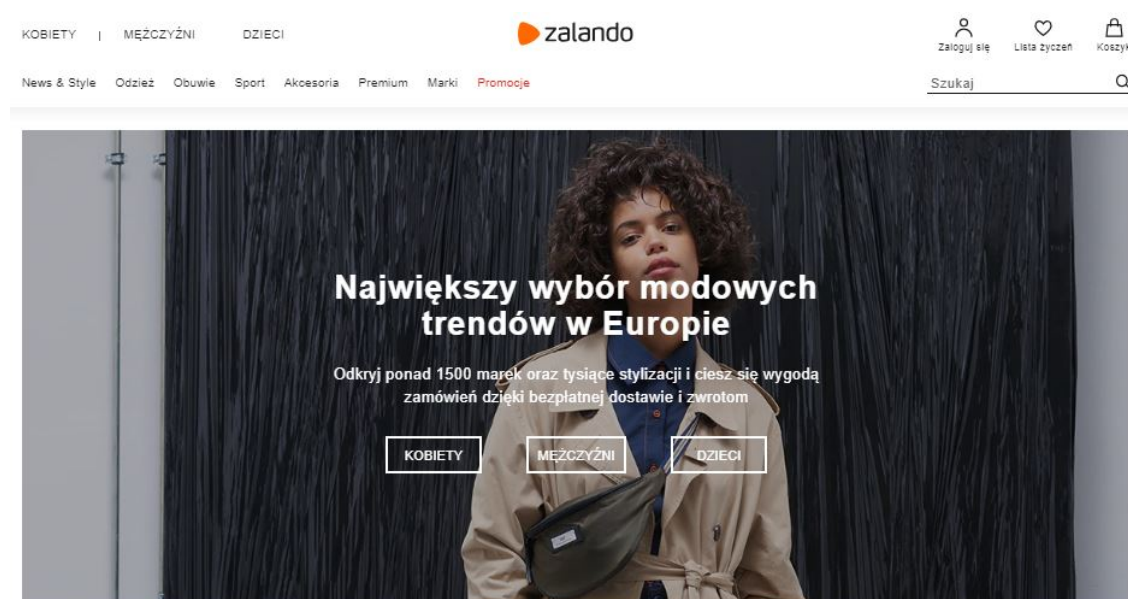 KOBIETY | MĘŻCZYŹNI DZIECI
zalando
Zaloguj się Lista życzeń Koszyk
News & Style Odzież Obuwie Sport Akcesoria Premium Marki Promocje
Szukaj
Największy wybór modowych
trendów w Europie
Odkryj ponad 1500 marek oraz tysiące stylizacji i ciesz się wygodą
zamówień dzięki bezpłatnej dostawie i zwrotom
KOBIETY MĘŻCZYŹNI DZIECI